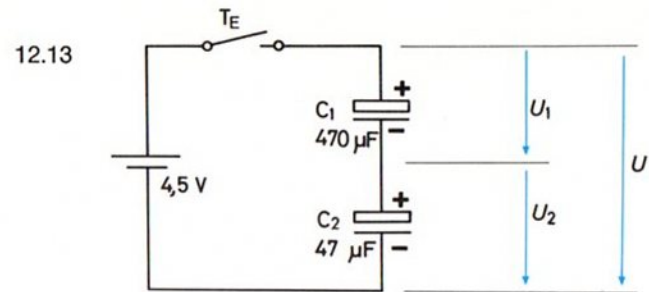 12.13
T_E
+
C₁
470 µF
−
U₁
U
4,5 V
+
C₂
47 µF
−
U₂